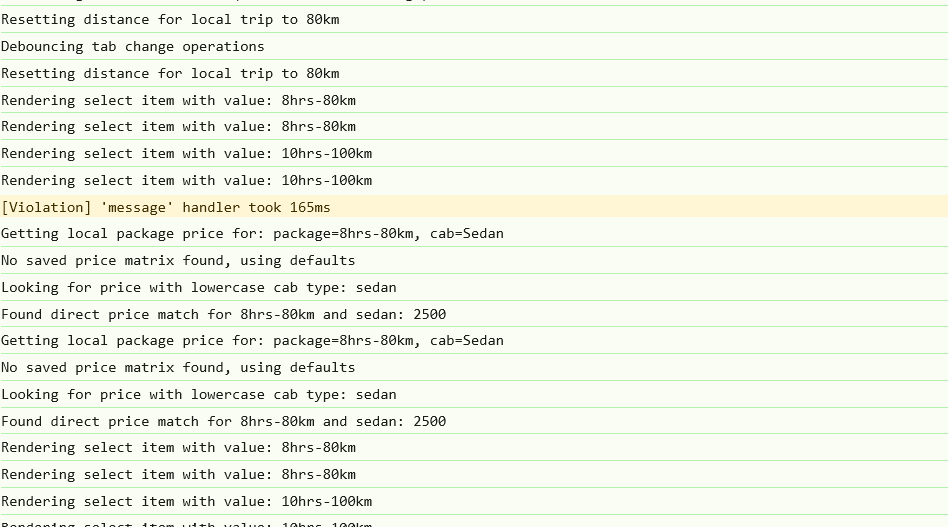 Resetting distance for local trip to 80km
Debouncing tab change operations
Resetting distance for local trip to 80km
Rendering select item with value: 8hrs-80km
Rendering select item with value: 8hrs-80km
Rendering select item with value: 10hrs-100km
Rendering select item with value: 10hrs-100km
[Violation] 'message' handler took 165ms
Getting local package price for: package=8hrs-80km, cab=Sedan
No saved price matrix found, using defaults
Looking for price with lowercase cab type: sedan
Found direct price match for 8hrs-80km and sedan: 2500
Getting local package price for: package=8hrs-80km, cab=Sedan
No saved price matrix found, using defaults
Looking for price with lowercase cab type: sedan
Found direct price match for 8hrs-80km and sedan: 2500
Rendering select item with value: 8hrs-80km
Rendering select item with value: 8hrs-80km
Rendering select item with value: 10hrs-100km
Rendering select item with value: 10hrs-100km